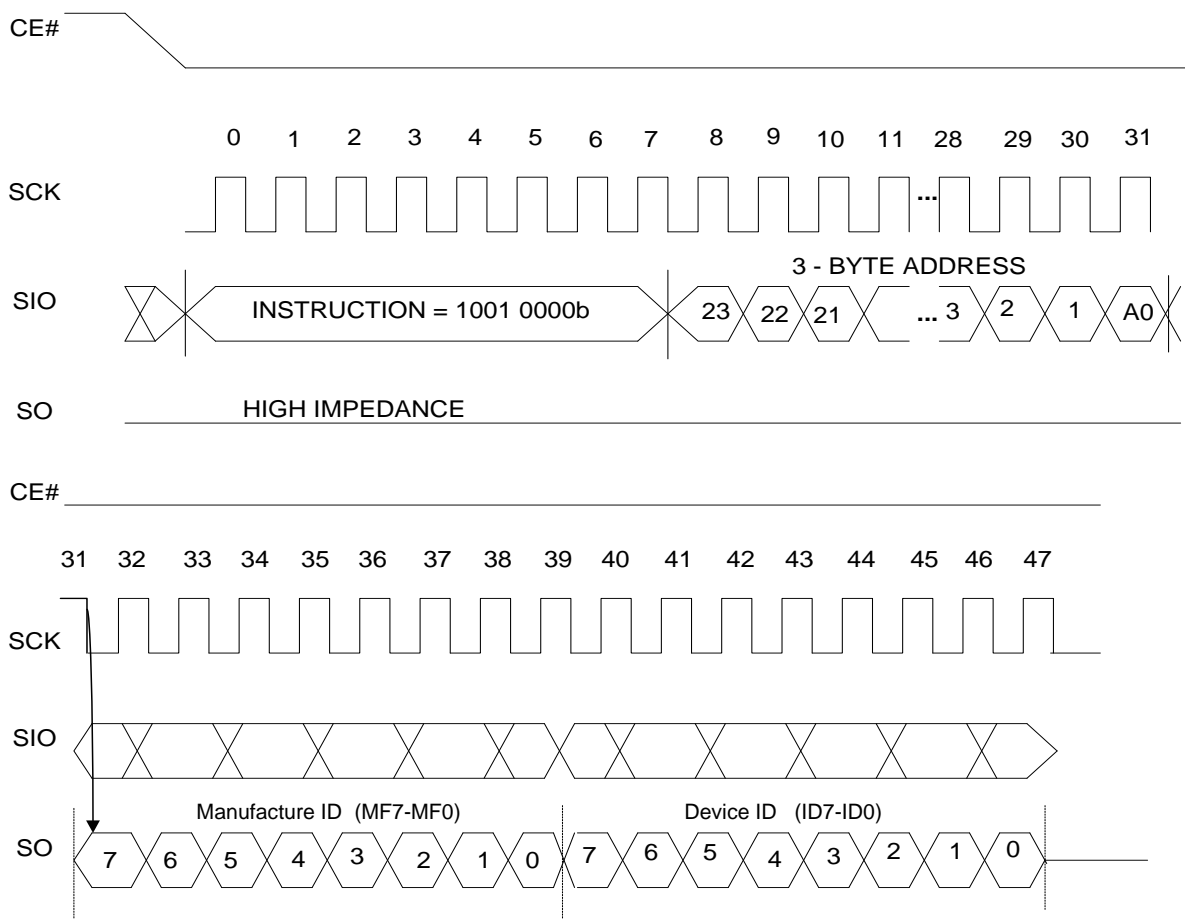 CE#
0 1 2 3 4 5 6 7 8 9 10 11 28 29 30 31
SCK
...
3 - BYTE ADDRESS
SIO
INSTRUCTION = 1001 0000b
23 22 21 ... 3 2 1 A0
SO
HIGH IMPEDANCE
CE#
31 32 33 34 35 36 37 38 39 40 41 42 43 44 45 46 47
SCK
SIO
Manufacture ID (MF7-MF0) Device ID (ID7-ID0)
SO
7 6 5 4 3 2 1 0 7 6 5 4 3 2 1 0